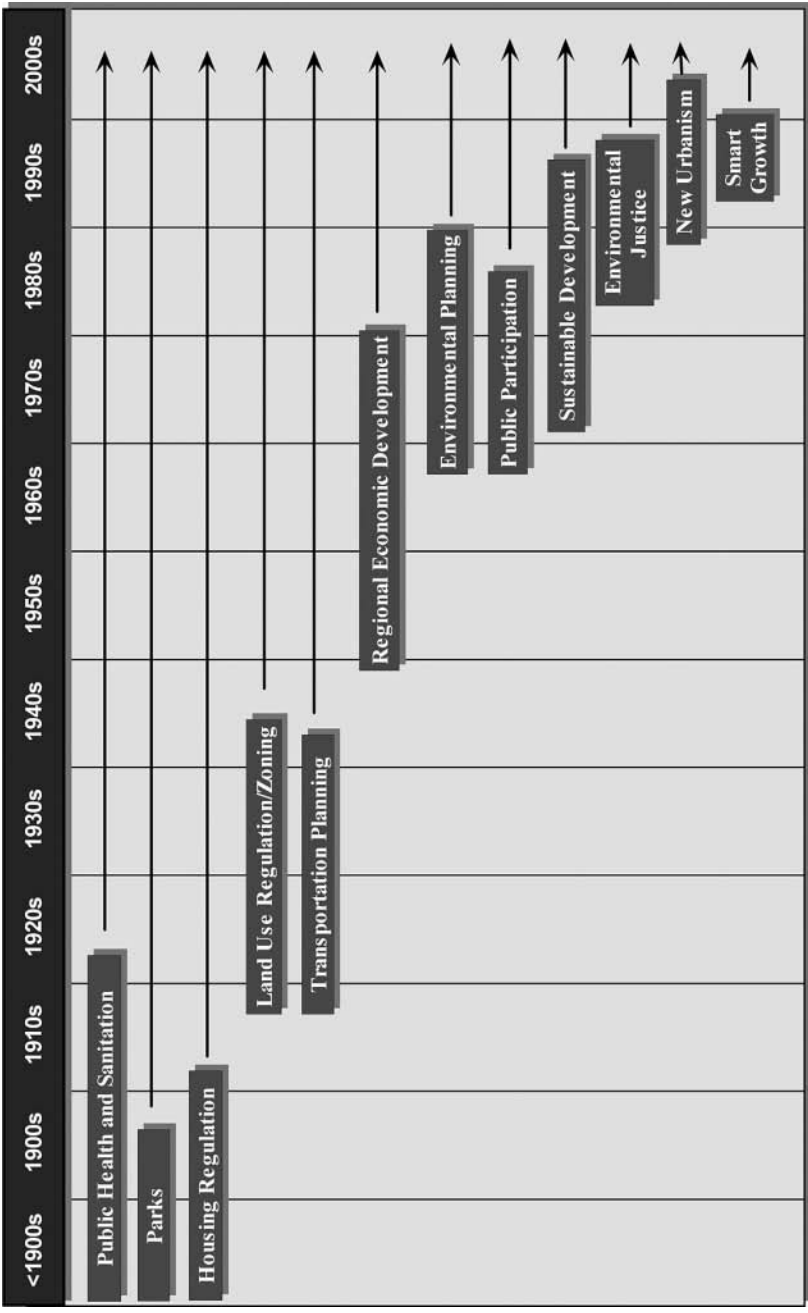 <1900s 1900s 1910s 1920s 1930s 1940s 1950s 1960s 1970s 1980s 1990s 2000s
Public Health and Sanitation
Parks
Housing Regulation
Land Use Regulation/Zoning
Transportation Planning
Regional Economic Development
Environmental Planning
Public Participation
Sustainable Development
Environmental
Justice
New Urbanism
Smart
Growth